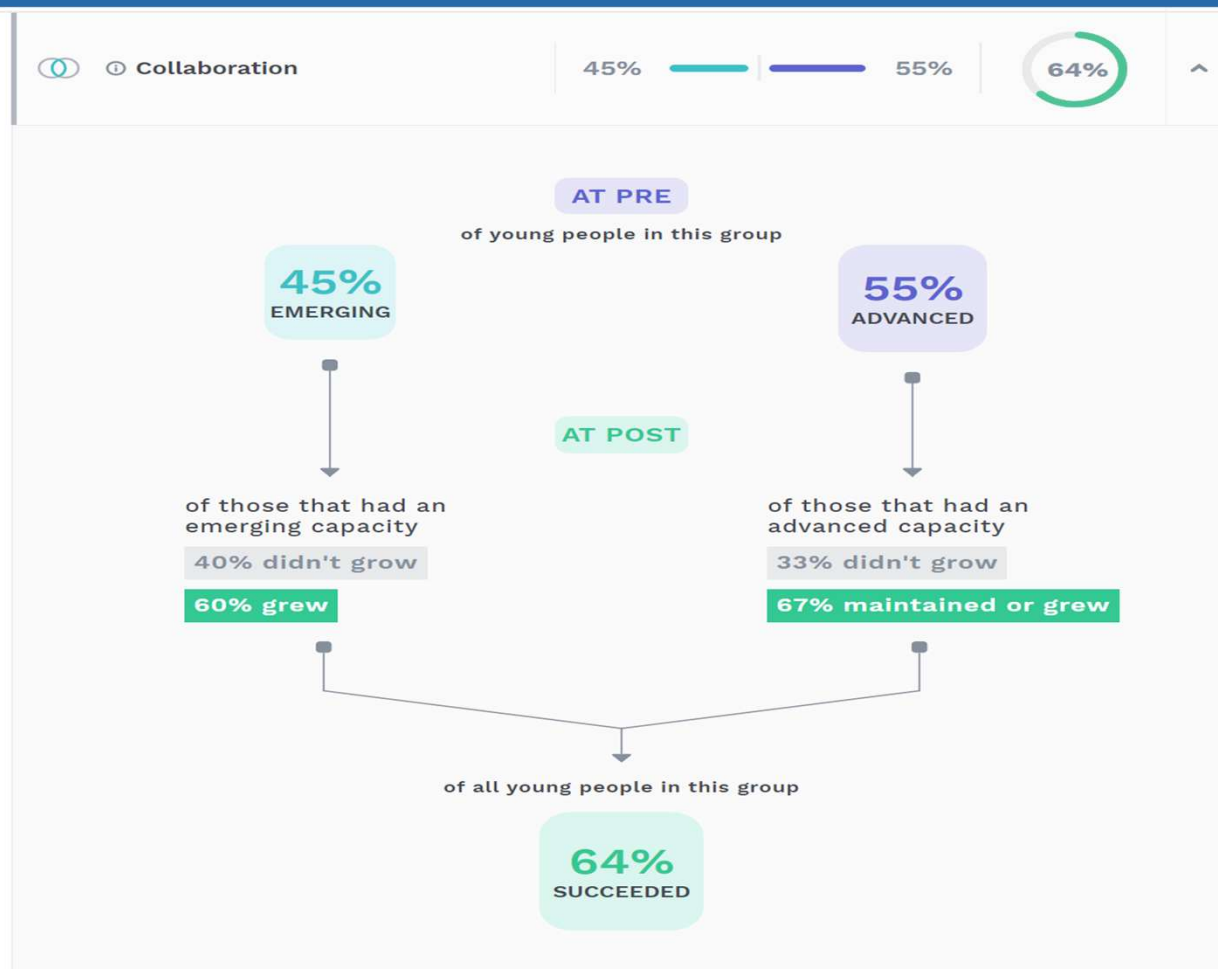 Collaboration
45%
55%
64%
AT PRE
of young people in this group
45%
EMERGING
55%
ADVANCED
AT POST
of those that had an
emerging capacity
40% didn't grow
60% grew
of those that had an
advanced capacity
33% didn't grow
67% maintained or grew
of all young people in this group
64%
SUCCEEDED